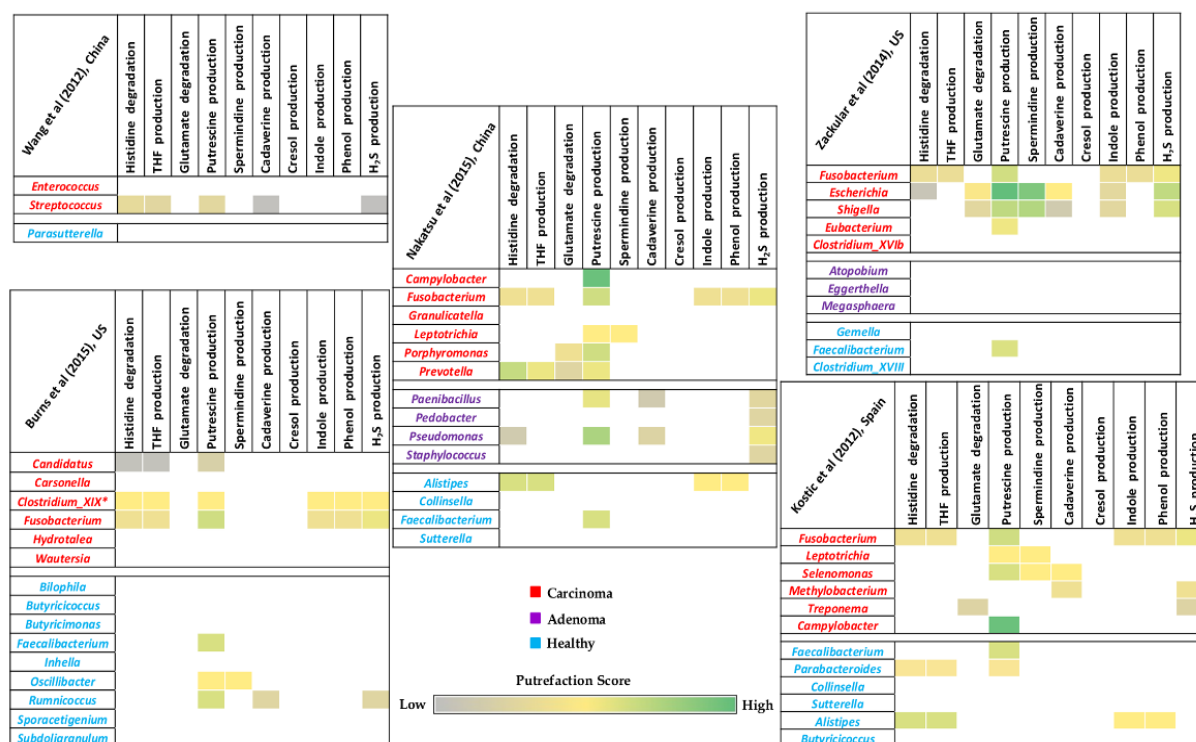 Wang et al (2012), China
Histidine degradation
THF production
Glutamate degradation
Putrescine production
Spermindine production
Cadaverine production
Cresol production
Indole production
Phenol production
H₂S production
Enterococcus
Streptococcus
Parasutterella
Burns et al (2015), US
Histidine degradation
THF production
Glutamate degradation
Putrescine production
Spermindine production
Cadaverine production
Cresol production
Indole production
Phenol production
H₂S production
Candidatus
Carsonella
Clostridium_XIX*
Fusobacterium
Hydrotalea
Wautersia
Bilophila
Butyricicoccus
Butyricimonas
Faecalibacterium
Inhella
Oscillibacter
Rumnicoccus
Sporacetigenium
Subdoligranulum
Nakatsu et al (2015), China
Histidine degradation
THF production
Glutamate degradation
Putrescine production
Spermindine production
Cadaverine production
Cresol production
Indole production
Phenol production
H₂S production
Campylobacter
Fusobacterium
Granulicatella
Leptotrichia
Porphyromonas
Prevotella
Paenibacillus
Pedobacter
Pseudomonas
Staphylococcus
Alistipes
Collinsella
Faecalibacterium
Sutterella
Carcinoma
Adenoma
Healthy
Putrefaction Score
Low High
Zackular et al (2014), US
Histidine degradation
THF production
Glutamate degradation
Putrescine production
Spermindine production
Cadaverine production
Cresol production
Indole production
Phenol production
H₂S production
Fusobacterium
Escherichia
Shigella
Eubacterium
Clostridium_XVIb
Atopobium
Eggerthella
Megasphaera
Gemella
Faecalibacterium
Clostridium_XVIII
Kostic et al (2012), Spain
Histidine degradation
THF production
Glutamate degradation
Putrescine production
Spermindine production
Cadaverine production
Cresol production
Indole production
Phenol production
H₂S production
Fusobacterium
Leptotrichia
Selenomonas
Methylobacterium
Treponema
Campylobacter
Faecalibacterium
Parabacteroides
Collinsella
Sutterella
Alistipes
Butyricicoccus